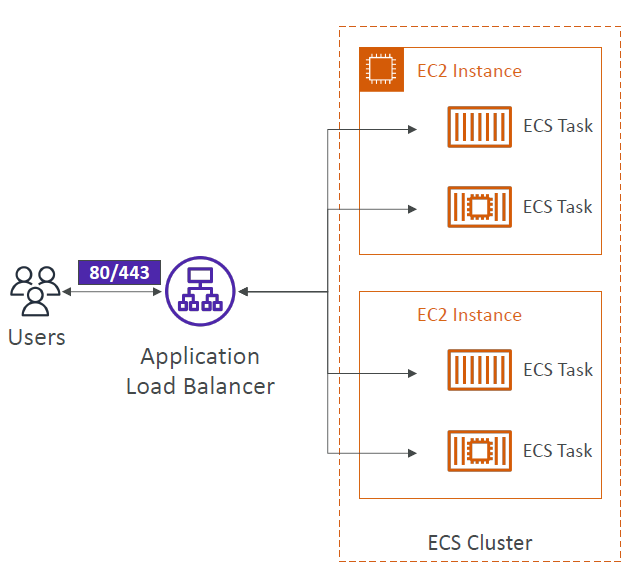 EC2 Instance
ECS Task
ECS Task
80/443
Users
Application
Load Balancer
EC2 Instance
ECS Task
ECS Task
ECS Cluster